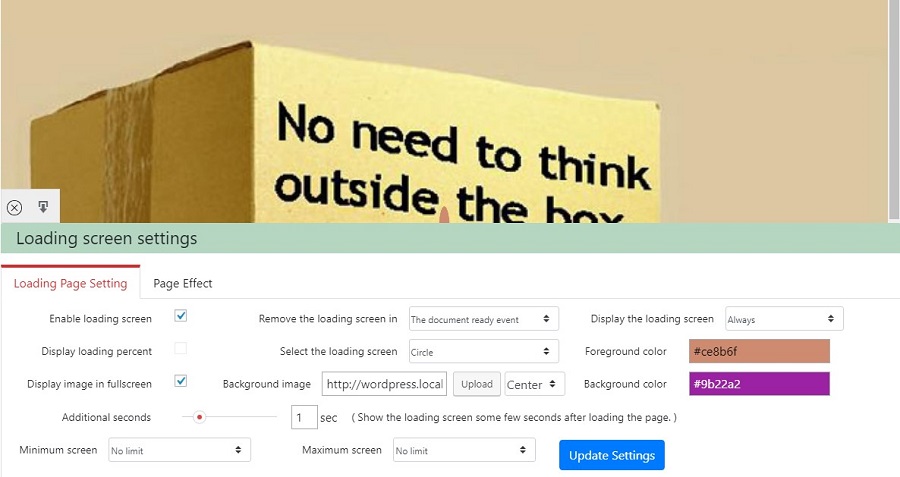 No need to think
outside the box
Loading screen settings
Loading Page Setting Page Effect
Enable loading screen Remove the loading screen in The document ready event Display the loading screen Always
Display loading percent Select the loading screen Circle Foreground color #ce8b6f
Display image in fullscreen Background image http://wordpress.local Upload Center Background color #9b22a2
Additional seconds 1 sec ( Show the loading screen some few seconds after loading the page. )
Minimum screen No limit Maximum screen No limit Update Settings